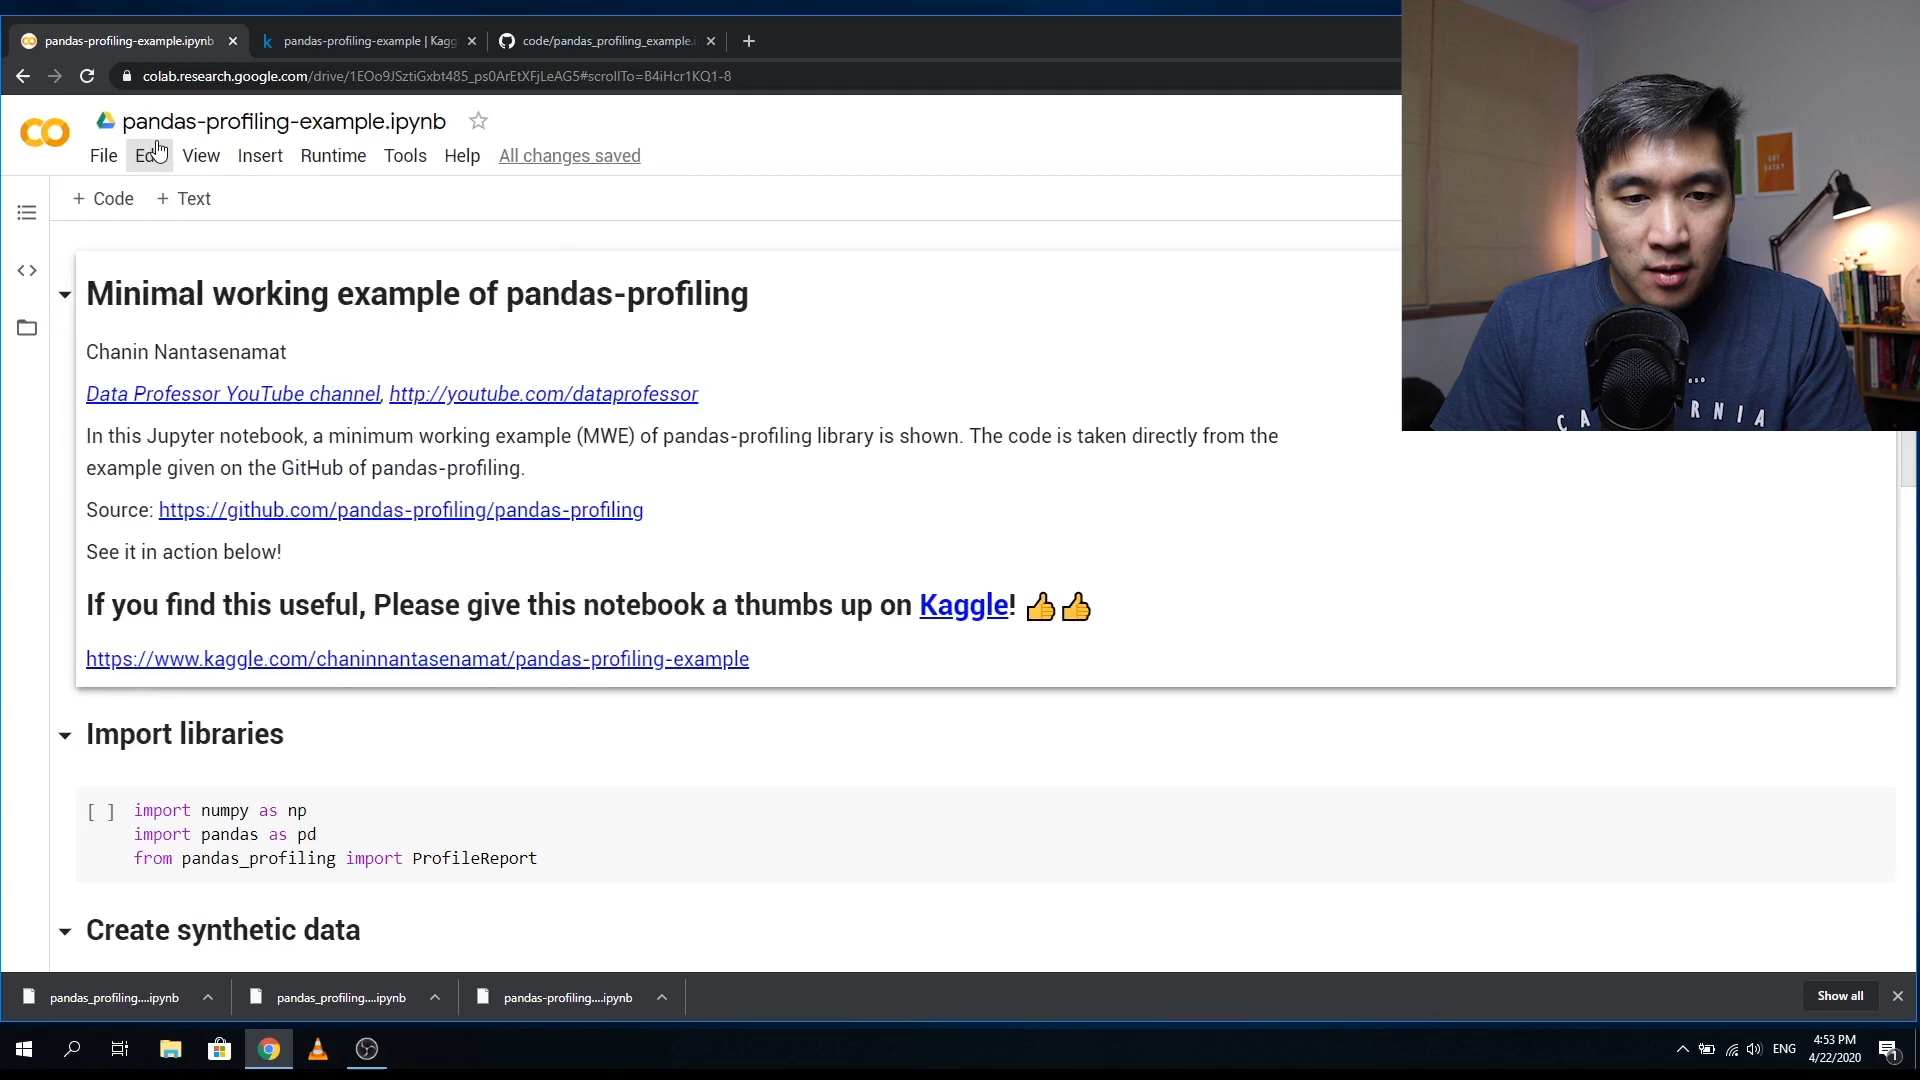 pandas-profiling-example.ipynb
pandas-profiling-example | Kagg
code/pandas_profiling_example.
colab.research.google.com/drive/1EOo9JSztiGxbt485_ps0ArEtXFjLeAG5#scrollTo=B4iHcr1KQ1-8
CO
pandas-profiling-example.ipynb
File Edit View Insert Runtime Tools Help All changes saved
+ Code + Text
Minimal working example of pandas-profiling
Chanin Nantasenamat
Data Professor YouTube channel, http://youtube.com/dataprofessor
In this Jupyter notebook, a minimum working example (MWE) of pandas-profiling library is shown. The code is taken directly from the
example given on the GitHub of pandas-profiling.
Source: https://github.com/pandas-profiling/pandas-profiling
See it in action below!
If you find this useful, Please give this notebook a thumbs up on Kaggle! 👍👍
https://www.kaggle.com/chaninnantasenamat/pandas-profiling-example
Import libraries
[ ] import numpy as np
import pandas as pd
from pandas_profiling import ProfileReport
Create synthetic data
GOT
DATA?
CA RNIA
pandas_profiling....ipynb
pandas_profiling....ipynb
pandas-profiling....ipynb
Show all
ENG
4:53 PM
4/22/2020
1